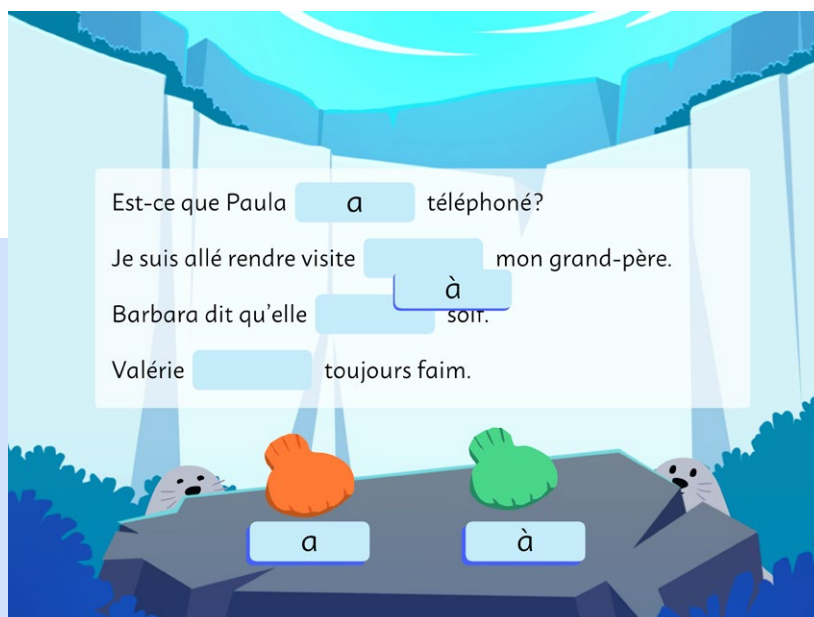 Est-ce que Paula a téléphoné?
Je suis allé rendre visite mon grand-père.
à
Barbara dit qu'elle soif.
Valérie toujours faim.
a à